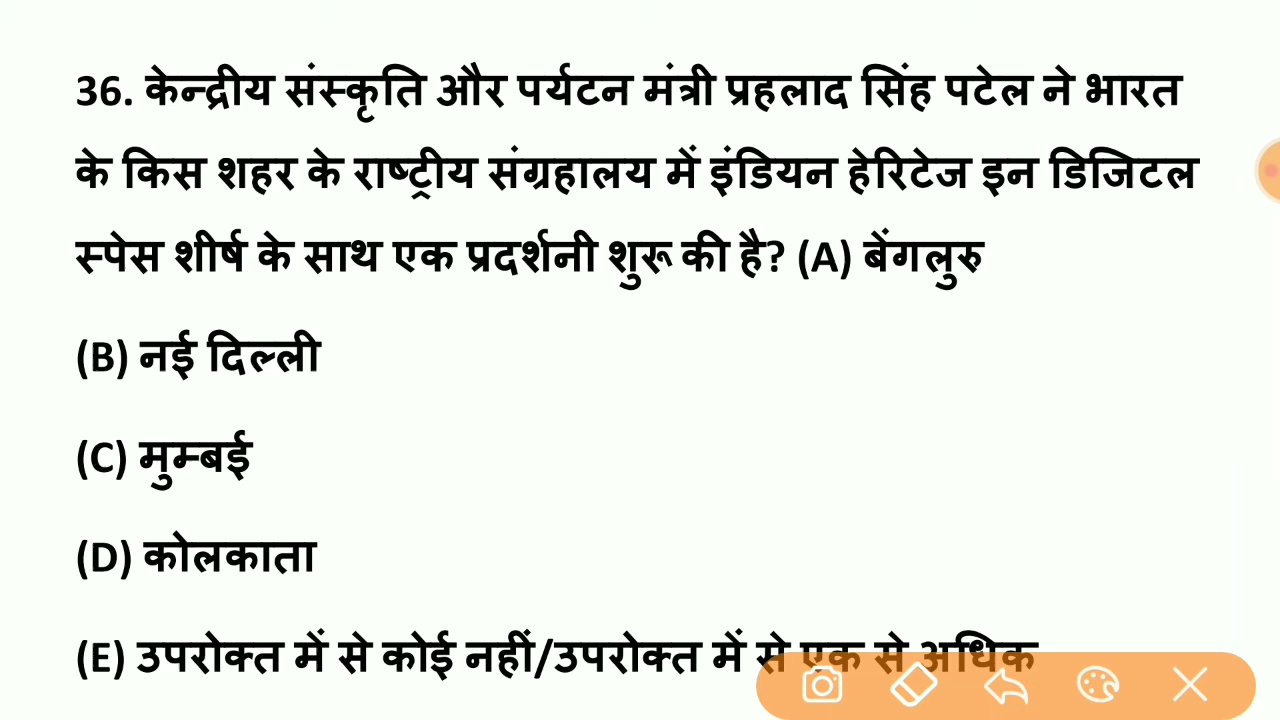 36. केन्द्रीय संस्कृति और पर्यटन मंत्री प्रहलाद सिंह पटेल ने भारत
के किस शहर के राष्ट्रीय संग्रहालय में इंडियन हेरिटेज इन डिजिटल
स्पेस शीर्ष के साथ एक प्रदर्शनी शुरू की है? (A) बेंगलुरु
(B) नई दिल्ली
(C) मुम्बई
(D) कोलकाता
(E) उपरोक्त में से कोई नहीं/उपरोक्त में से एक से अधिक